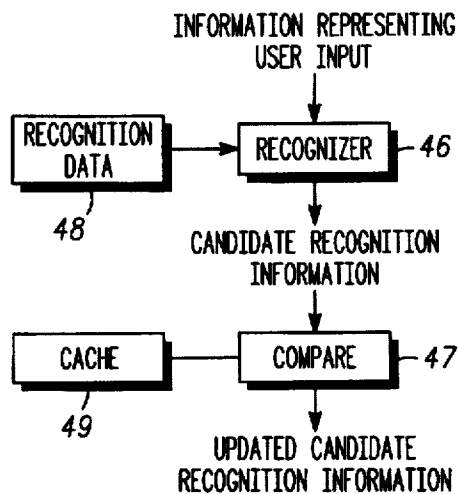 INFORMATION REPRESENTING
USER INPUT
RECOGNITION
DATA
RECOGNIZER
46
48
CANDIDATE RECOGNITION
INFORMATION
CACHE
COMPARE
47
49
UPDATED CANDIDATE
RECOGNITION INFORMATION